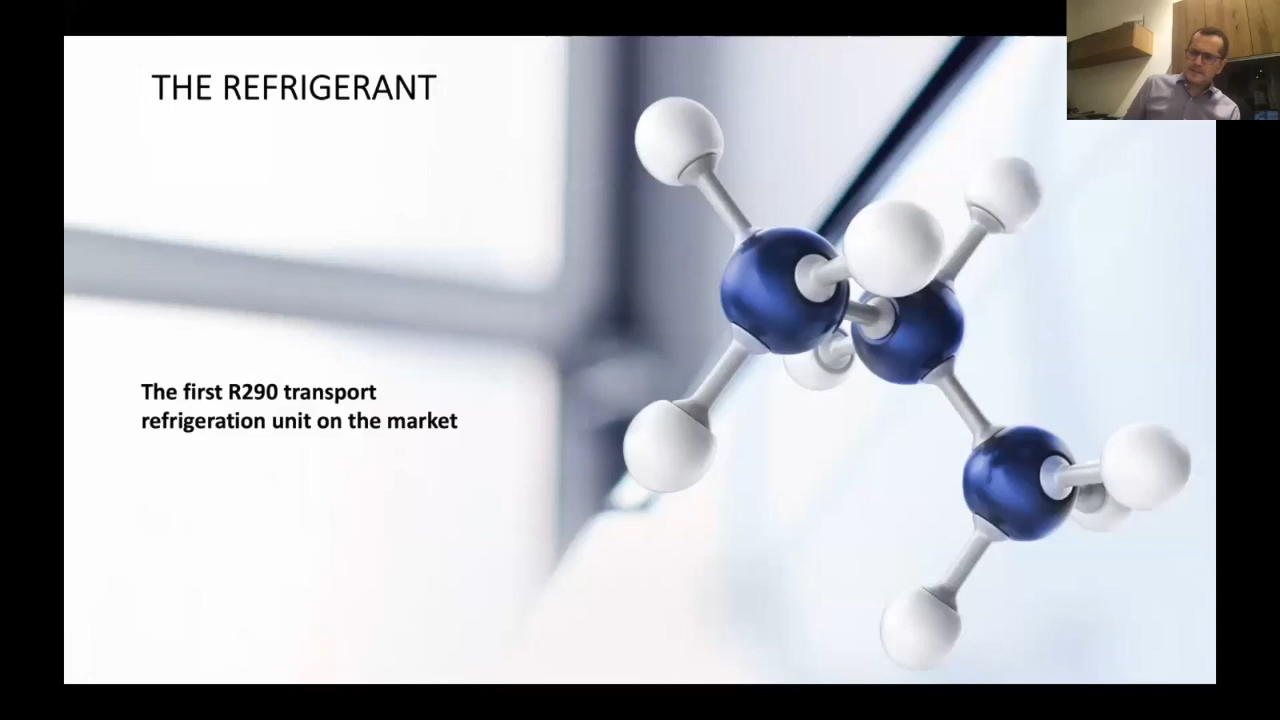 THE REFRIGERANT
The first R290 transport
refrigeration unit on the market